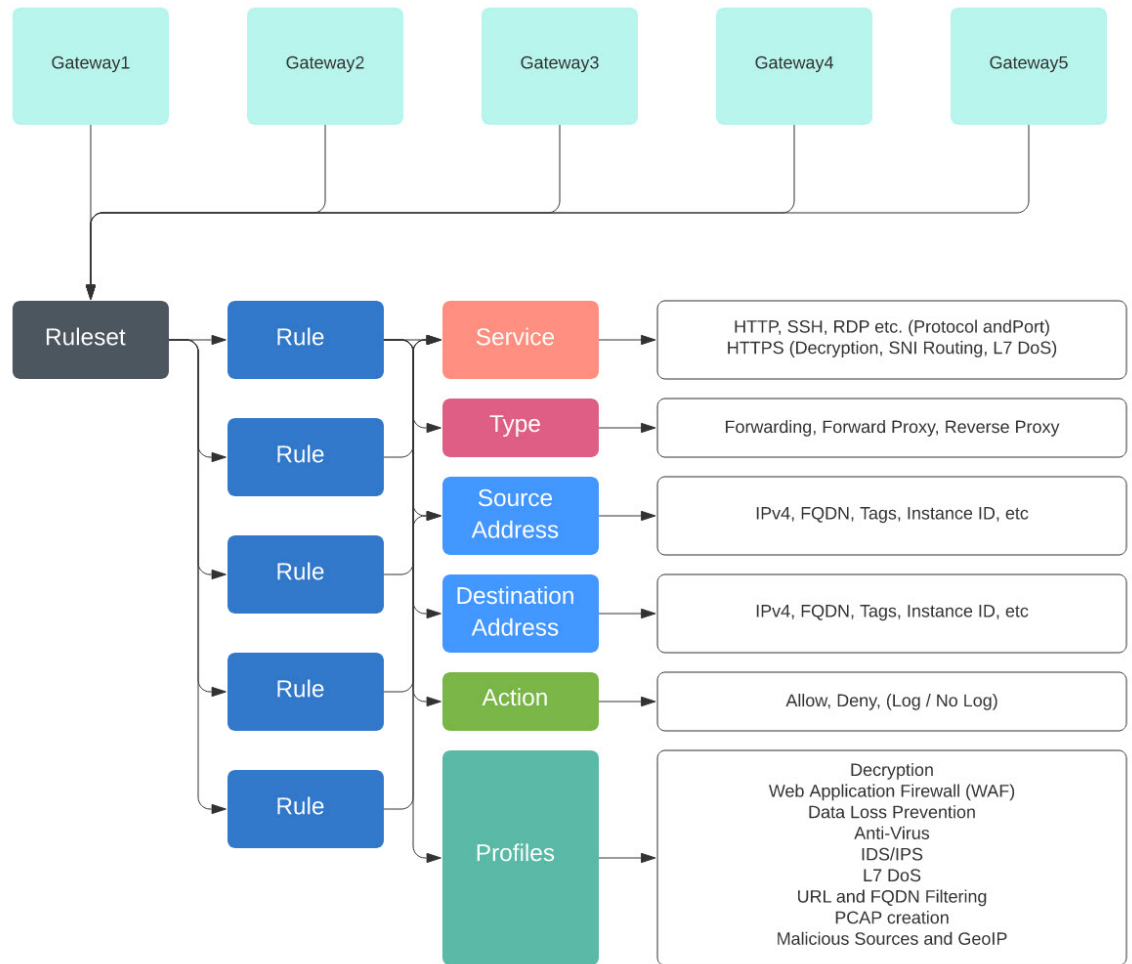 Gateway1
Gateway2
Gateway3
Gateway4
Gateway5
Ruleset
Rule
Service
HTTP, SSH, RDP etc. (Protocol andPort)
HTTPS (Decryption, SNI Routing, L7 DoS)
Type
Forwarding, Forward Proxy, Reverse Proxy
Rule
Source
Address
IPv4, FQDN, Tags, Instance ID, etc
Rule
Destination
Address
IPv4, FQDN, Tags, Instance ID, etc
Rule
Action
Allow, Deny, (Log / No Log)
Rule
Profiles
Decryption
Web Application Firewall (WAF)
Data Loss Prevention
Anti-Virus
IDS/IPS
L7 DoS
URL and FQDN Filtering
PCAP creation
Malicious Sources and GeoIP